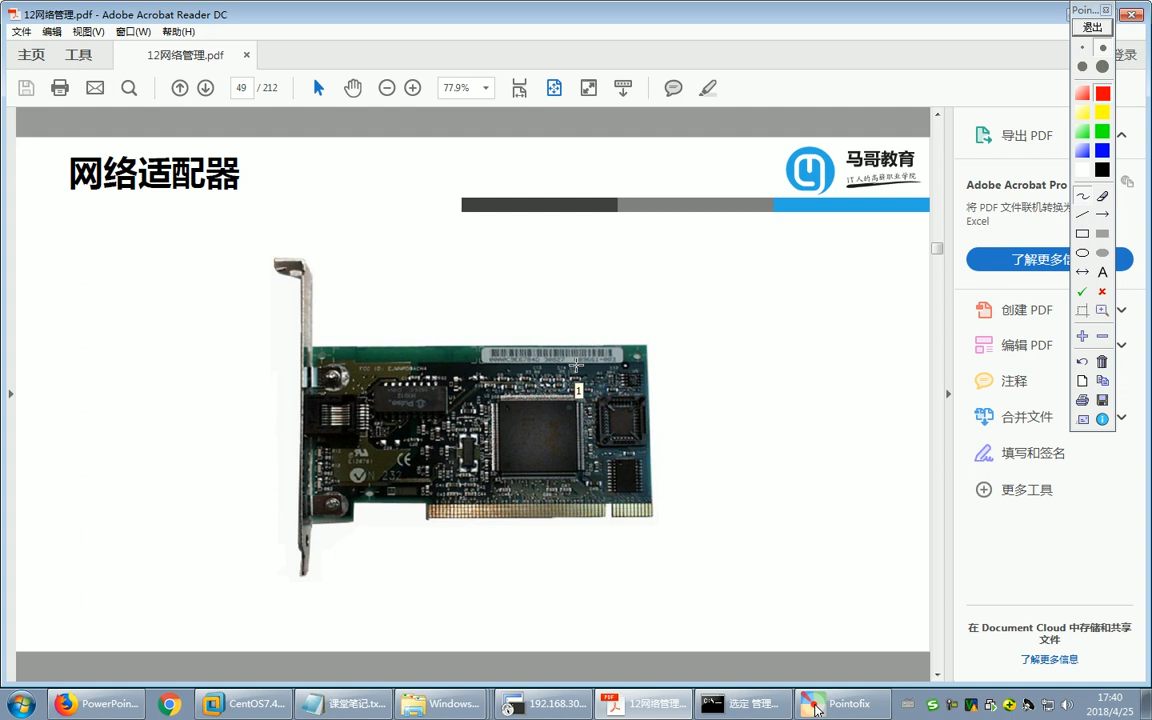 12网络管理.pdf - Adobe Acrobat Reader DC
Poin...
文件 编辑 视图(V) 窗口(W) 帮助(H)
退出
主页 工具 12网络管理.pdf × 登录
49 / 212 77.9%
网络适配器
马哥教育
IT人的高薪职业学院
导出 PDF
Adobe Acrobat Pro
将 PDF 文件联机转换为
Excel
了解更多信
创建 PDF
编辑 PDF
注释
合并文件
填写和签名
更多工具
1
CE
N 232
在 Document Cloud 中存储和共享
文件
了解更多信息
PowerPoin... CentOS7.4... 课堂笔记.tx... Windows... 192.168.30... 12网络管理... 选定 管理... Pointofix
17:40
2018/4/25